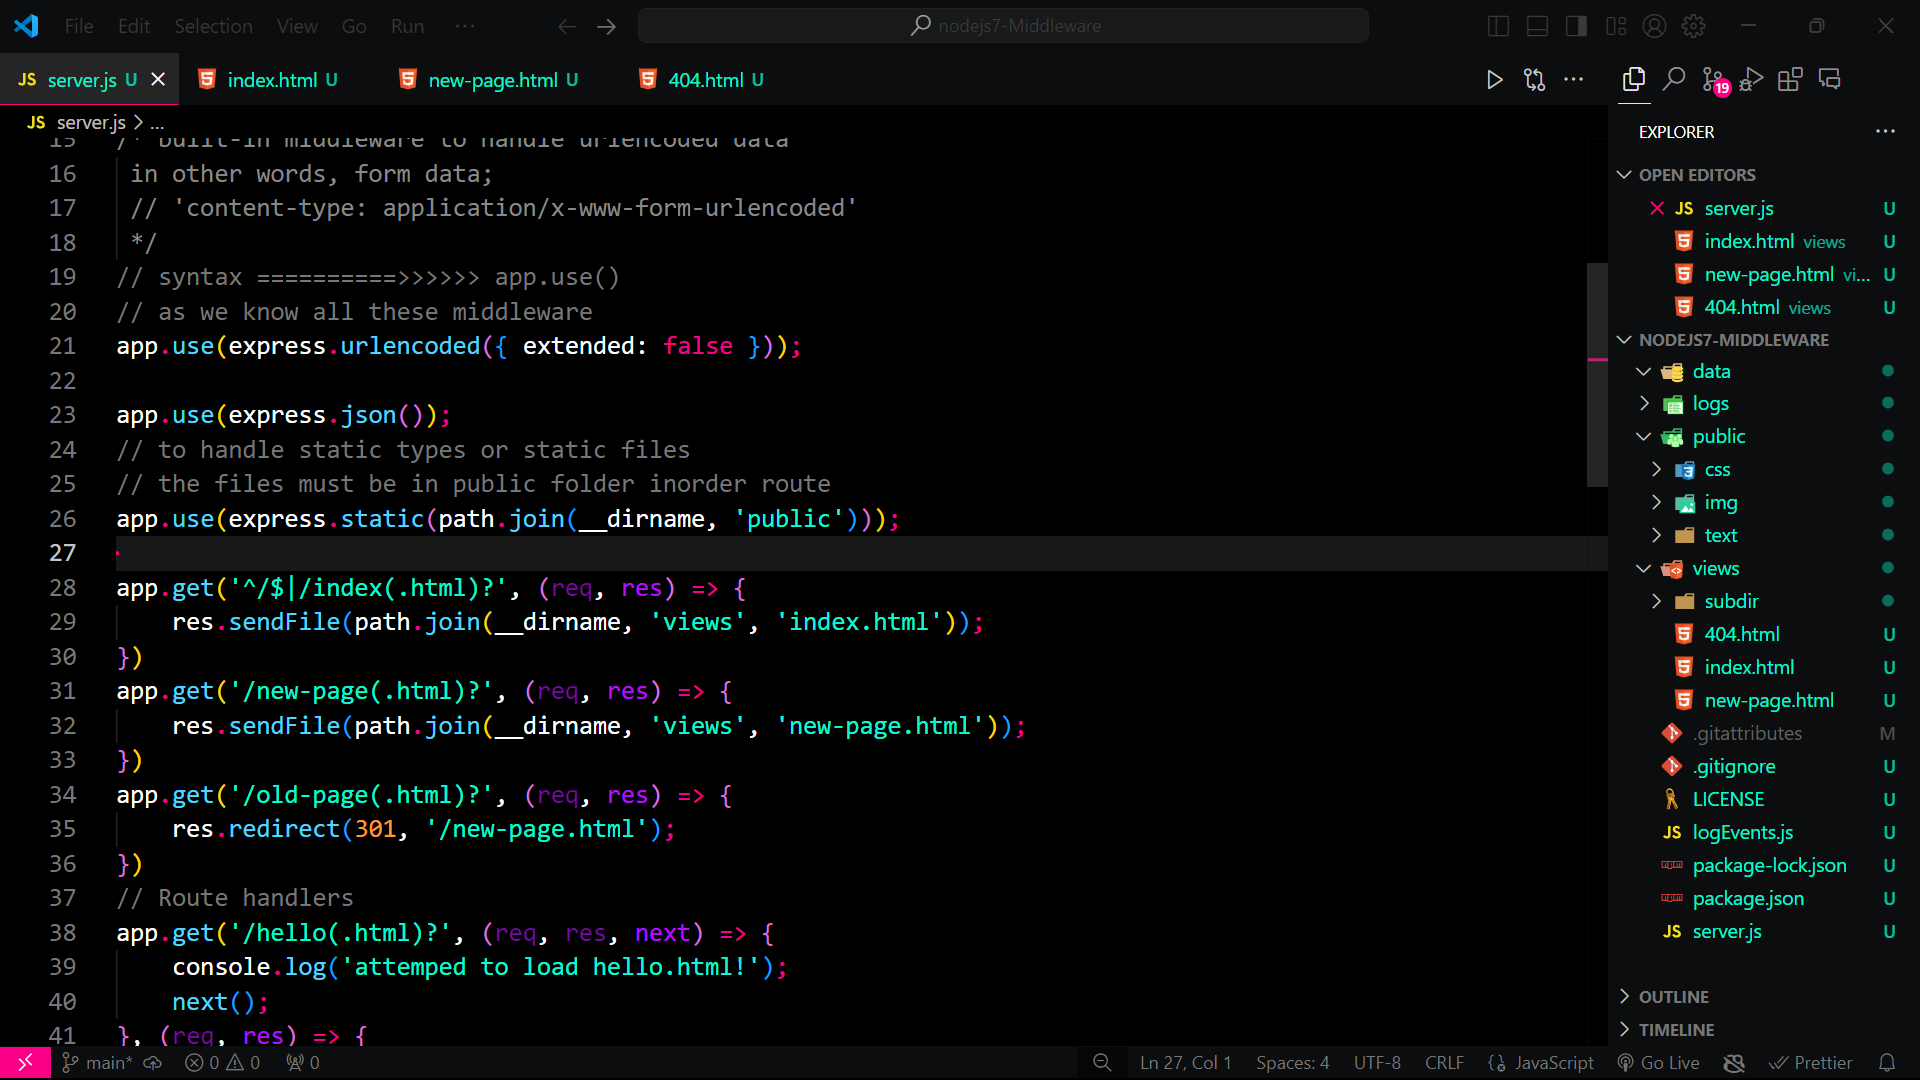 File Edit Selection View Go Run ··· nodejs7-Middleware
JS server.js U index.html U new-page.html U 404.html U
19
JS server.js > ...
15 /* built-in middleware to handle urlencoded data
16 in other words, form data;
17 // 'content-type: application/x-www-form-urlencoded'
18 */
19 // syntax ==========>>>>>> app.use()
20 // as we know all these middleware
21 app.use(express.urlencoded({ extended: false }));
22
23 app.use(express.json());
24 // to handle static types or static files
25 // the files must be in public folder inorder route
26 app.use(express.static(path.join(__dirname, 'public')));
27
28 app.get('^/$|/index(.html)?', (req, res) => {
29 res.sendFile(path.join(__dirname, 'views', 'index.html'));
30 })
31 app.get('/new-page(.html)?', (req, res) => {
32 res.sendFile(path.join(__dirname, 'views', 'new-page.html'));
33 })
34 app.get('/old-page(.html)?', (req, res) => {
35 res.redirect(301, '/new-page.html');
36 })
37 // Route handlers
38 app.get('/hello(.html)?', (req, res, next) => {
39 console.log('attemped to load hello.html!');
40 next();
41 }, (req, res) => {
EXPLORER
OPEN EDITORS
JS server.js U
index.html views U
new-page.html vi... U
404.html views U
NODEJS7-MIDDLEWARE
data
logs
public
css
img
text
views
subdir
404.html U
index.html U
new-page.html U
.gitattributes M
.gitignore U
LICENSE U
JS logEvents.js U
package-lock.json U
package.json U
JS server.js U
OUTLINE
TIMELINE
main* 0 0 0 Ln 27, Col 1 Spaces: 4 UTF-8 CRLF {} JavaScript Go Live Prettier